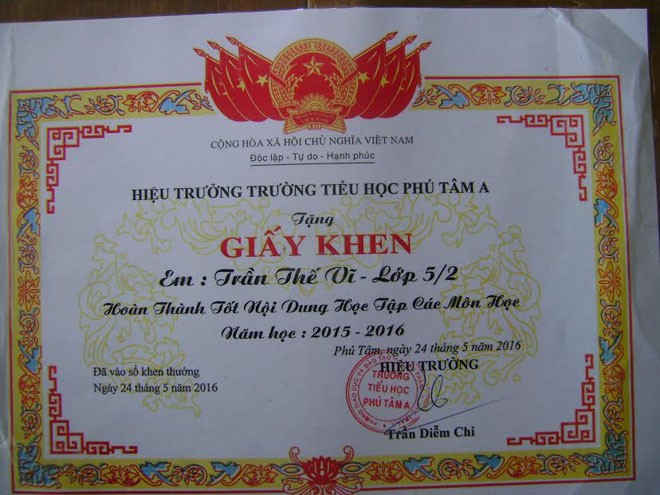 CỘNG HÒA XÃ HỘI CHỦ NGHĨA VIỆT NAM
Độc lập - Tự do - Hạnh phúc
HIỆU TRƯỞNG TRƯỜNG TIỂU HỌC PHÚ TÂM A
Tặng
GIẤY KHEN
Em : Trần Thế Vĩ - Lớp 5/2
Hoàn Thành Tốt Nội Dung Học Tập Các Môn Học
Năm học : 2015 - 2016
Phú Tâm, ngày 24 tháng 5 năm 2016
Đã vào sổ khen thưởng
Ngày 24 tháng 5 năm 2016
HIỆU TRƯỞNG
TRƯỜNG
TIỂU HỌC
PHÚ TÂM A
Trần Diễm Chi